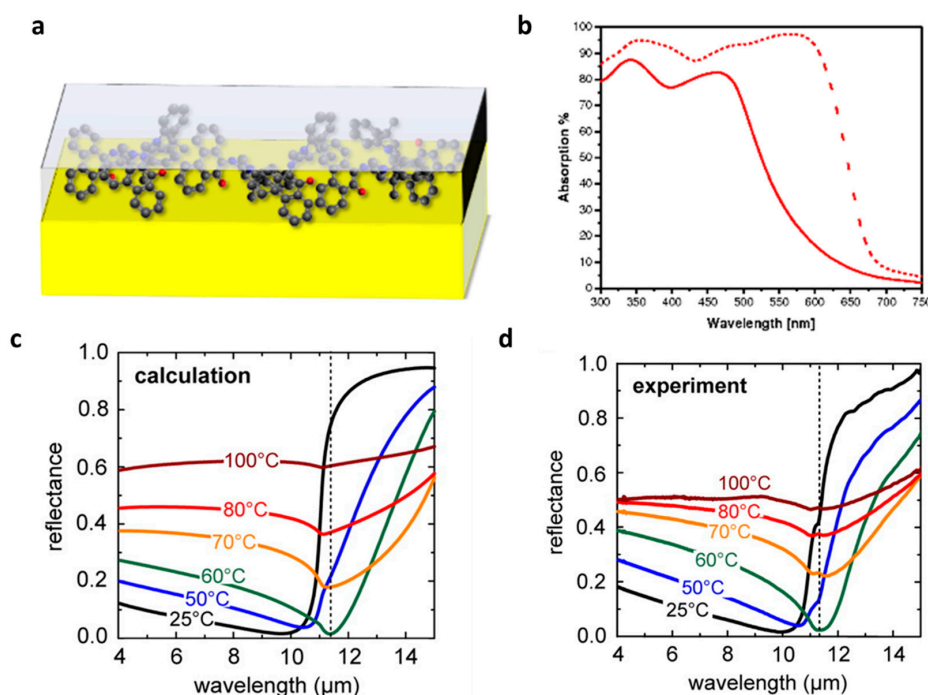 a
b
Absorption %
100
90
80
70
60
50
40
30
20
10
0
300 350 400 450 500 550 600 650 700 750
Wavelength [nm]
c
calculation
reflectance
1.0
0.8
0.6
0.4
0.2
0.0
100°C
80°C
70°C
60°C
50°C
25°C
4 6 8 10 12 14
wavelength (µm)
d
experiment
reflectance
1.0
0.8
0.6
0.4
0.2
0.0
100°C
80°C
70°C
60°C
50°C
25°C
4 6 8 10 12 14
wavelength (µm)